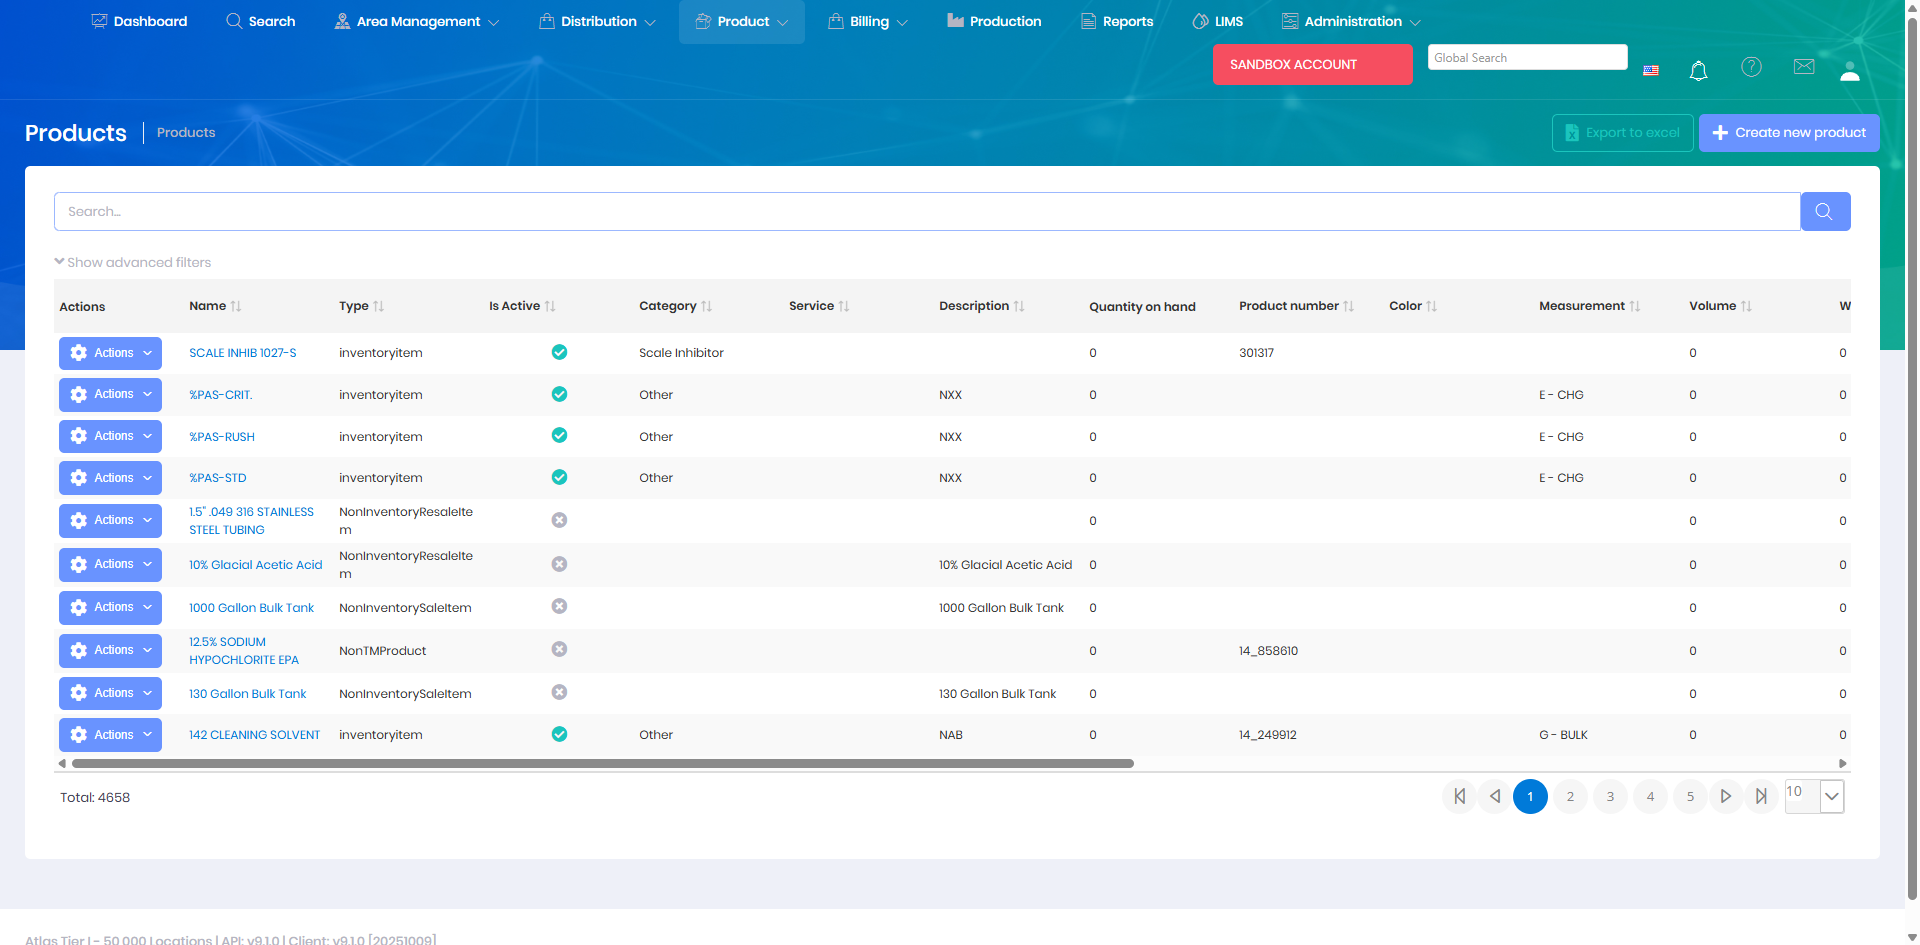 Dashboard Search Area Management Distribution Product Billing Production Reports LIMS Administration
SANDBOX ACCOUNT Global Search
Products Products Export to excel Create new product
Search...
Show advanced filters
Actions Name Type Is Active Category Service Description Quantity on hand Product number Color Measurement Volume W
Actions SCALE INHIB 1027-S inventoryitem Scale Inhibitor 0 301317 0 0
Actions %PAS-CRIT. inventoryitem Other NXX 0 E - CHG 0 0
Actions %PAS-RUSH inventoryitem Other NXX 0 E - CHG 0 0
Actions %PAS-STD inventoryitem Other NXX 0 E - CHG 0 0
Actions 1.5" .049 316 STAINLESS STEEL TUBING NonInventoryResaleItem 0 0 0
Actions 10% Glacial Acetic Acid NonInventoryResaleItem 10% Glacial Acetic Acid 0 0 0
Actions 1000 Gallon Bulk Tank NonInventorySaleItem 1000 Gallon Bulk Tank 0 0 0
Actions 12.5% SODIUM HYPOCHLORITE EPA NonTMProduct 0 14_858610 0 0
Actions 130 Gallon Bulk Tank NonInventorySaleItem 130 Gallon Bulk Tank 0 0 0
Actions 142 CLEANING SOLVENT inventoryitem Other NAB 0 14_249912 G - BULK 0 0
Total: 4658 1 2 3 4 5 10
Atlas Tier I - 50 000 Locations | API: v9.1.0 | Client: v9.1.0 [20251009]